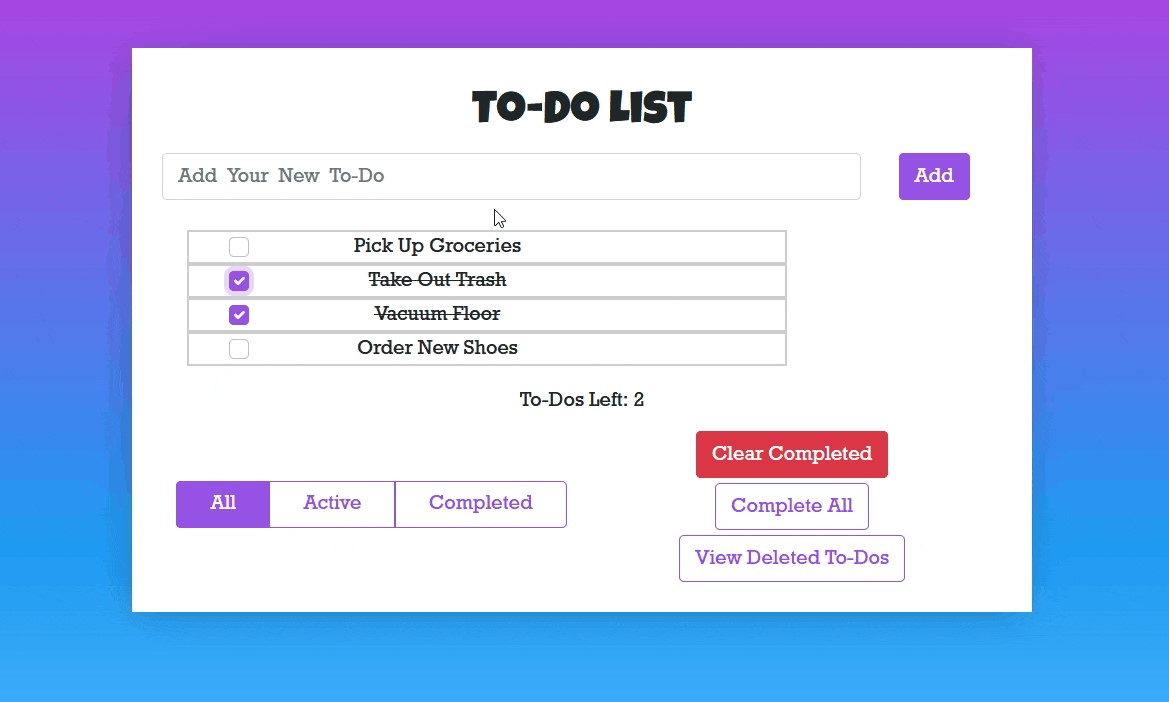 TO-DO LIST
Add Your New To-Do
Add
Pick Up Groceries
Take Out Trash
Vacuum Floor
Order New Shoes
To-Dos Left: 2
Clear Completed
All
Active
Completed
Complete All
View Deleted To-Dos